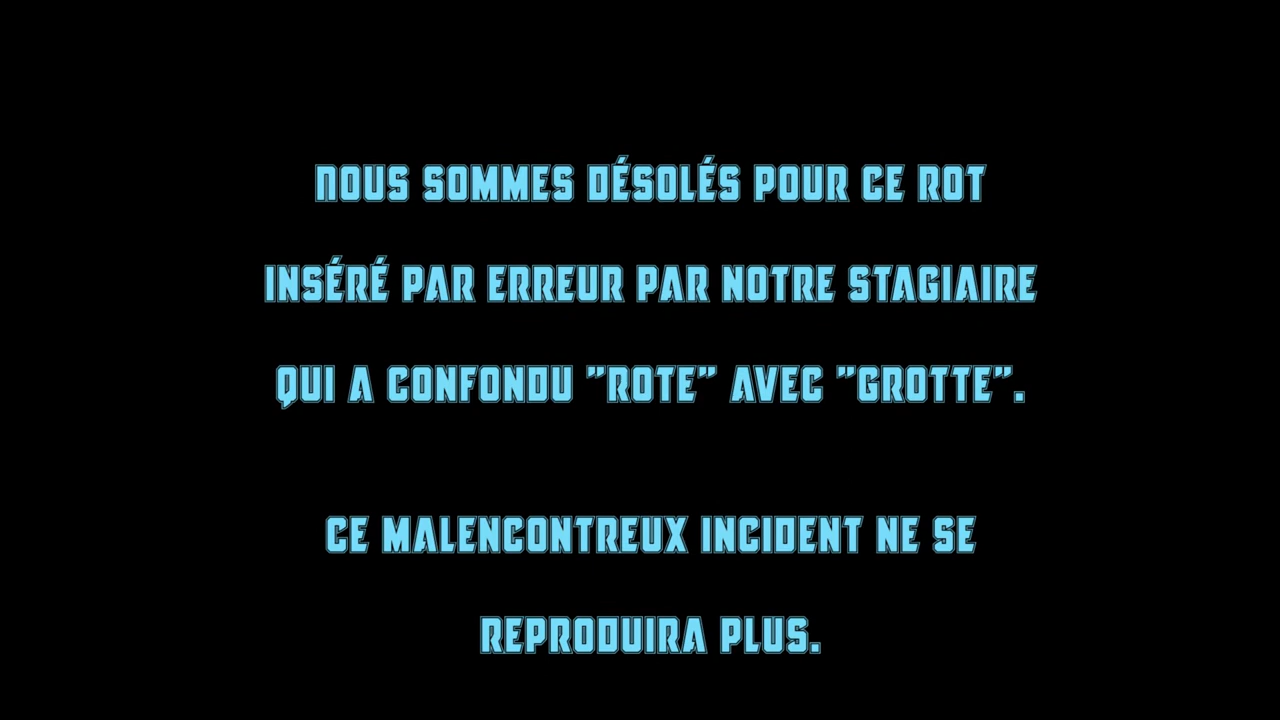 NOUS SOMMES DÉSOLÉS POUR CE ROT
INSÉRÉ PAR ERREUR PAR NOTRE STAGIAIRE
QUI A CONFONDU "ROTE" AVEC "GROTTE".
CE MALENCONTREUX INCIDENT NE SE
REPRODUIRA PLUS.